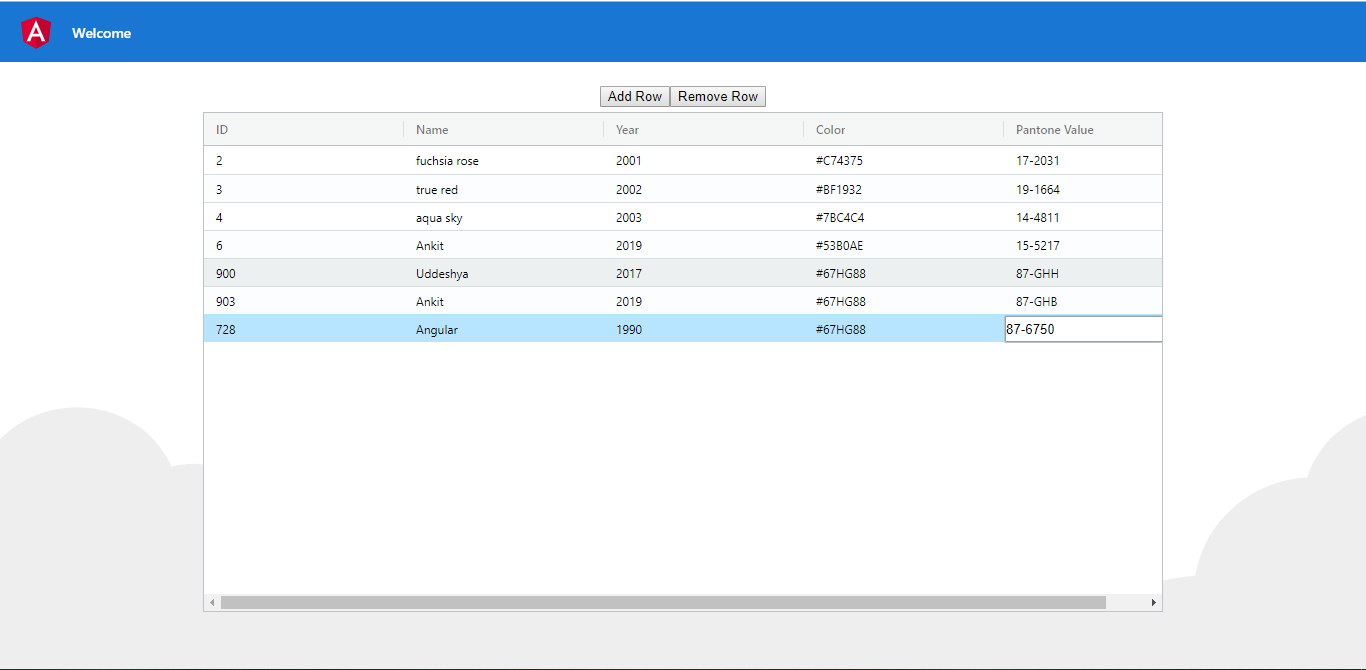 A Welcome
Add Row Remove Row
ID Name Year Color Pantone Value
2 fuchsia rose 2001 #C74375 17-2031
3 true red 2002 #BF1932 19-1664
4 aqua sky 2003 #7BC4C4 14-4811
6 Ankit 2019 #53B0AE 15-5217
900 Uddeshya 2017 #67HG88 87-GHH
903 Ankit 2019 #67HG88 87-GHB
728 Angular 1990 #67HG88 87-6750